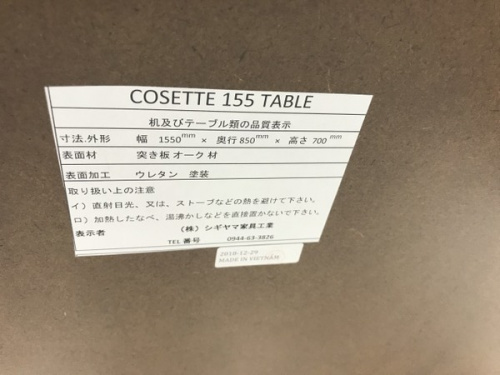 COSETTE 155 TABLE
机及びテーブル類の品質表示
寸法.外形 幅 1550mm × 奥行850mm × 高さ 700mm
表面材 突き板 オーク 材
表面加工 ウレタン 塗装
取り扱い上の注意
イ）直射日光、又は、ストーブなどの熱を避けて下さい。
ロ）加熱したなべ、湯沸かしなどを直接置かないで下さい。
表示者 （株）シギヤマ家具工業
TEL番号 0944-63-3826
2018-12-29
MADE IN VIETNAM